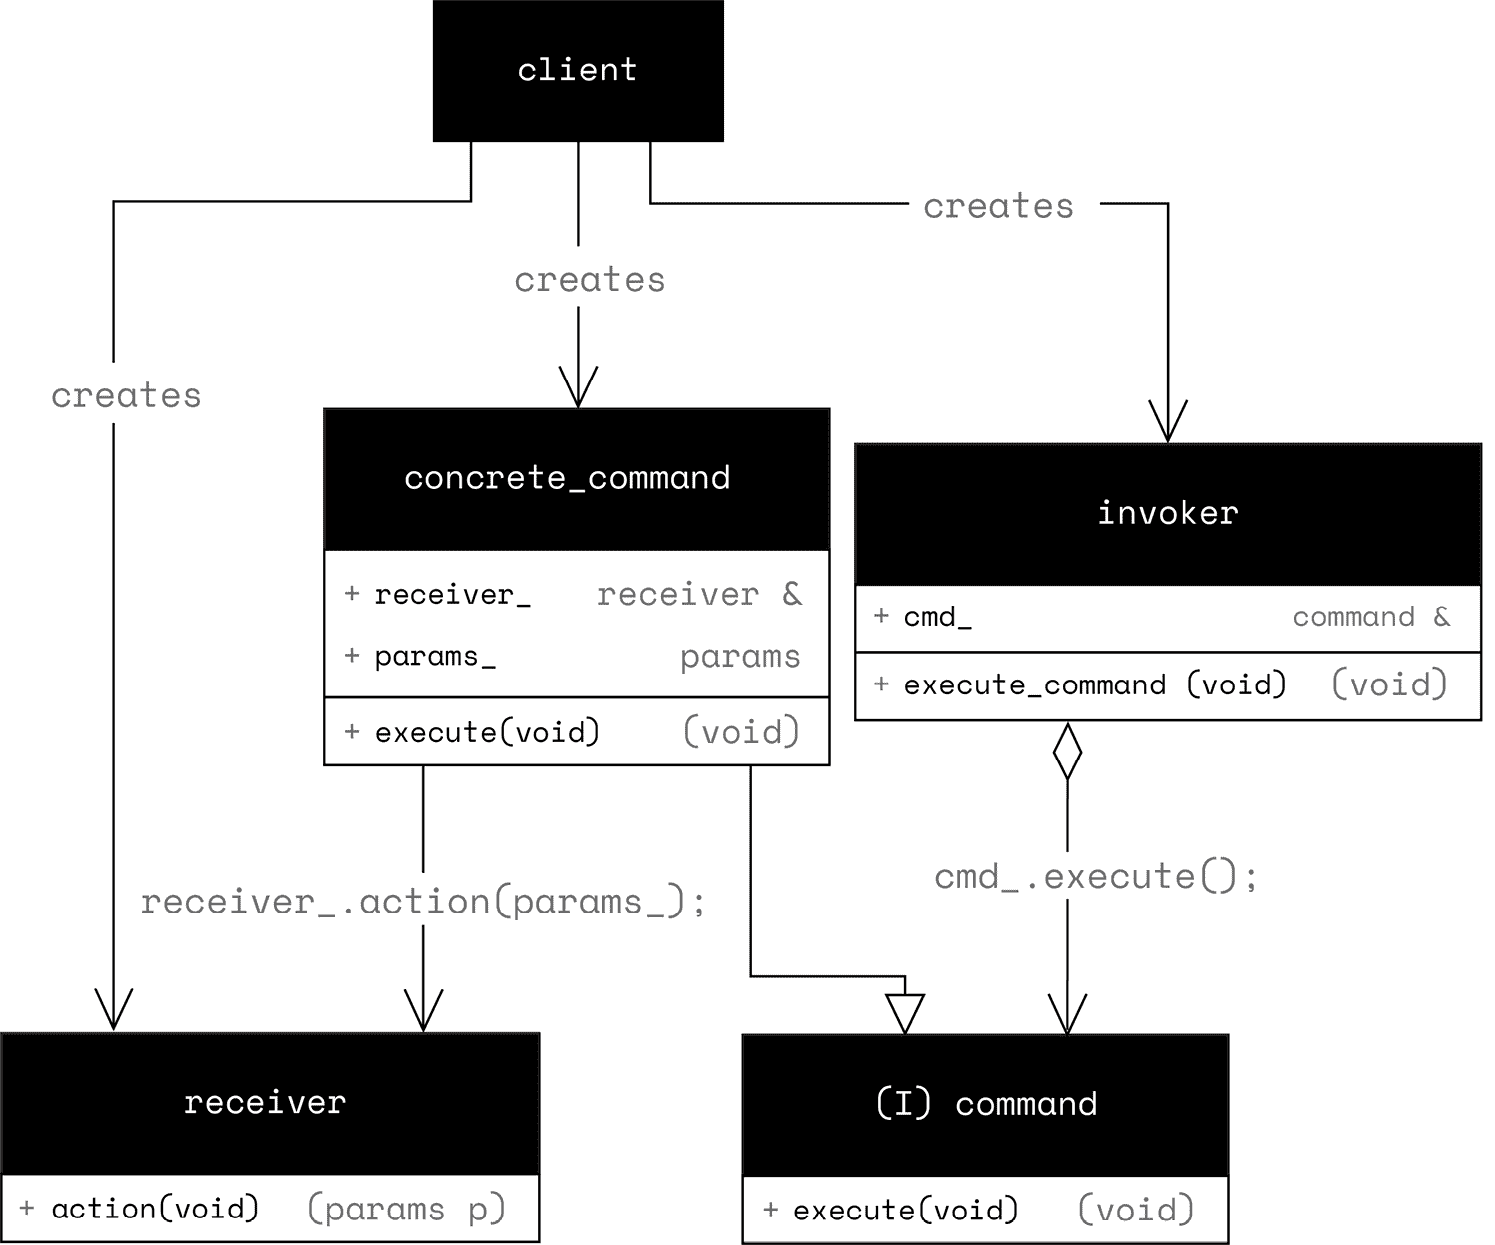 client
creates
creates
creates
concrete_command
+ receiver_ receiver &
+ params_ params
+ execute(void) (void)
invoker
+ cmd_ command &
+ execute_command (void) (void)
receiver_.action(params_);
cmd_.execute();
receiver
+ action(void) (params p)
(I) command
+ execute(void) (void)